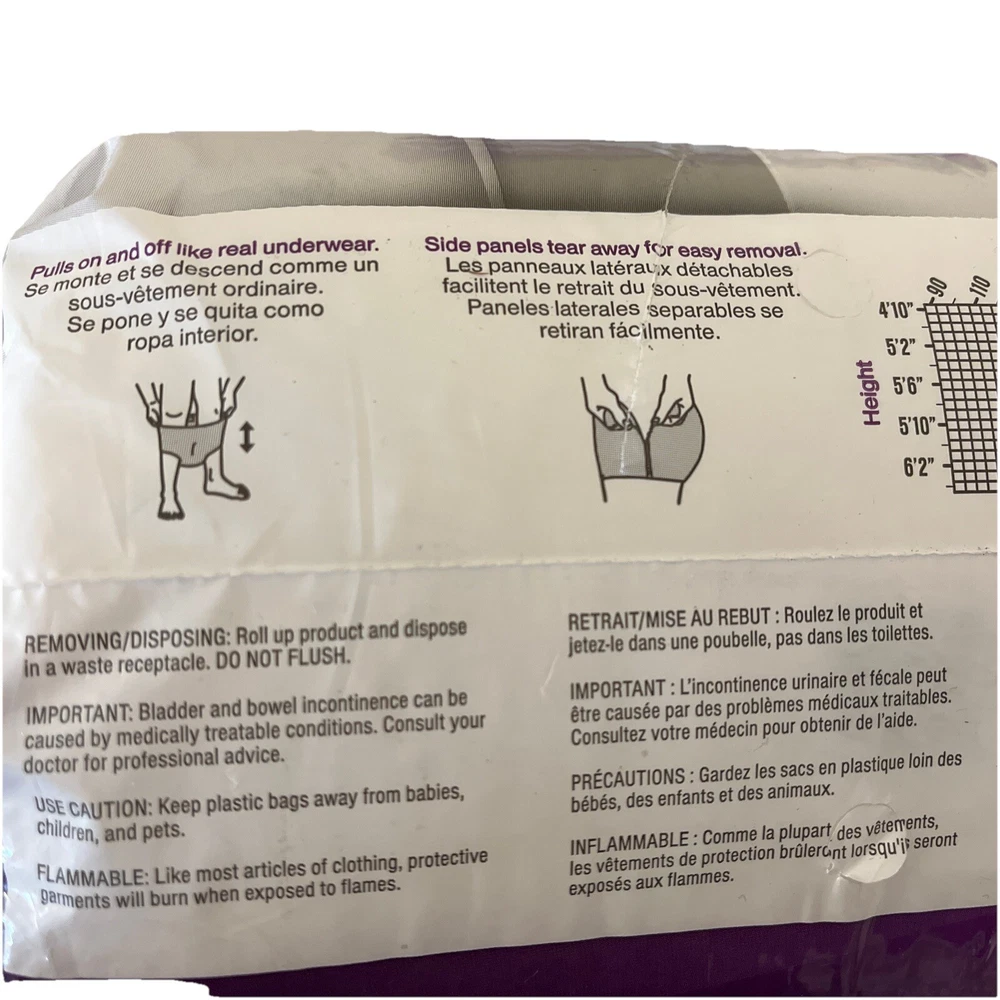 Pulls on and off like real underwear.
Se monte et se descend comme un
sous-vêtement ordinaire.
Se pone y se quita como
ropa interior.
Side panels tear away for easy removal.
Les panneaux latéraux détachables
facilitent le retrait du sous-vêtement.
Paneles laterales separables se
retiran fácilmente.
90
110
Height
4'10"
5'2"
5'6"
5'10"
6'2"
REMOVING/DISPOSING: Roll up product and dispose
in a waste receptacle. DO NOT FLUSH.
IMPORTANT: Bladder and bowel incontinence can be
caused by medically treatable conditions. Consult your
doctor for professional advice.
USE CAUTION: Keep plastic bags away from babies,
children, and pets.
FLAMMABLE: Like most articles of clothing, protective
garments will burn when exposed to flames.
RETRAIT/MISE AU REBUT : Roulez le produit et
jetez-le dans une poubelle, pas dans les toilettes.
IMPORTANT : L'incontinence urinaire et fécale peut
être causée par des problèmes médicaux traitables.
Consultez votre médecin pour obtenir de l'aide.
PRÉCAUTIONS : Gardez les sacs en plastique loin des
bébés, des enfants et des animaux.
INFLAMMABLE : Comme la plupart des vêtements,
les vêtements de protection brûleront lorsqu'ils seront
exposés aux flammes.